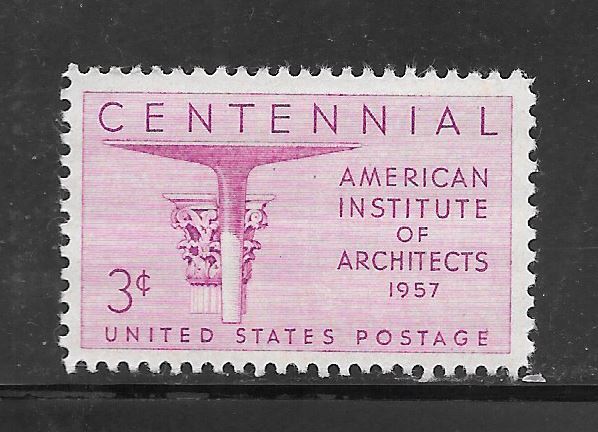 CENTENNIAL
AMERICAN
INSTITUTE
OF
ARCHITECTS
1957
3¢
UNITED STATES POSTAGE